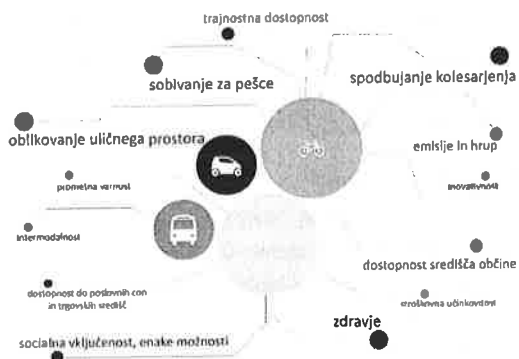 trajnostna dostopnost
spodbujanje kolesarjenja
sobivanje za pešce
oblikovanje uličnega prostora
emisije in hrup
prometna varnost
inovativnost
intermodalnost
dostopnost središča občine
dostopnost do poslovnih con
in trgovskih središč
stroškovna učinkovitost
zdravje
socialna vključenost, enake možnosti